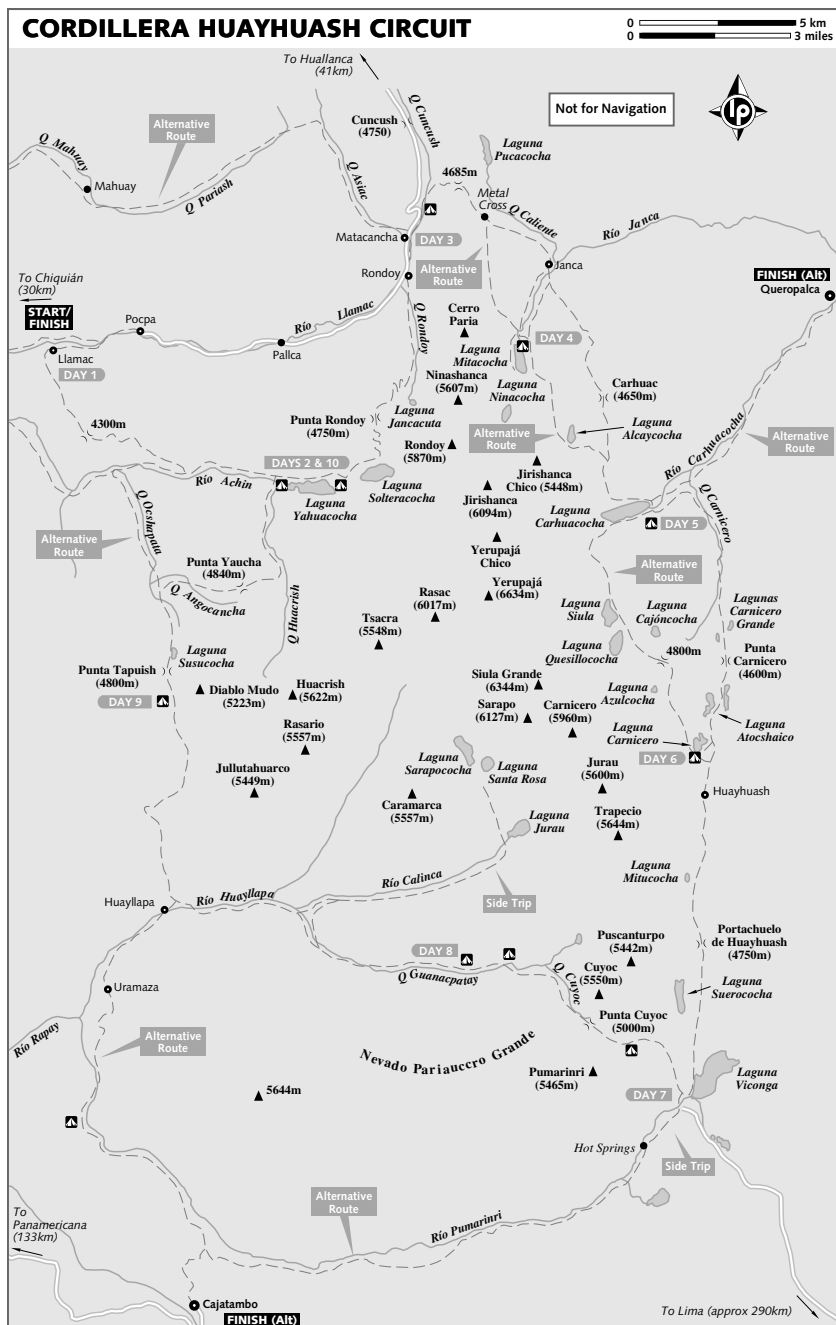 CORDILLERA HUAYHUASH CIRCUIT
0 5 km
0 3 miles
To Huallanca
(41km)
Not for Navigation
lp
Q Cuncush
Cuncush
(4750)
Alternative
Route
Laguna
Pucacocha
Q Mahuay
Mahuay
Q Pariash
Q Asiac
4685m
Metal
Cross
Q Caliente
Río Janca
Matacancha
DAY 3
Rondoy
Alternative
Route
Janca
FINISH (Alt)
Queropalca
To Chiquián
(30km)
START/
FINISH
Pocpa
Río Llamac
Pallca
Llamac
DAY 1
Q Rondoy
Cerro
Paria
DAY 4
Laguna
Mitacocha
Ninashanca
(5607m)
Laguna
Ninacocha
Carhuac
(4650m)
4300m
Punta Rondoy
(4750m)
Laguna
Jancacuta
Rondoy
(5870m)
Alternative
Route
Laguna
Alcaycocha
Río Carhuacocha
Alternative
Route
DAYS 2 & 10
Río Achin
Laguna
Yahuacocha
Laguna
Solteracocha
Jirishanca
Chico (5448m)
Jirishanca
(6094m)
Laguna
Carhuacocha
DAY 5
Q Carnicero
Q Ocshapata
Alternative
Route
Punta Yaucha
(4840m)
Q Angocancha
Q Huacrish
Yerupajá
Chico
Alternative
Route
Yerupajá
(6634m)
Rasac
(6017m)
Tsacra
(5548m)
Laguna
Siula
Laguna
Cajóncocha
Lagunas
Carnicero
Grande
Laguna
Susucocha
Laguna
Quesillococha
4800m
Punta
Carnicero
(4600m)
Punta Tapuish
(4800m)
DAY 9
Diablo Mudo
(5223m)
Huacrish
(5622m)
Siula Grande
(6344m)
Sarapo
(6127m)
Carnicero
(5960m)
Laguna
Azulcocha
Laguna
Atocshaico
Rasario
(5557m)
Laguna
Carnicero
DAY 6
Laguna
Sarapococha
Laguna
Santa Rosa
Jurau
(5600m)
Huayhuash
Jullutahuarco
(5449m)
Caramarca
(5557m)
Laguna
Jurau
Trapecio
(5644m)
Laguna
Mitucocha
Río Calinca
Side Trip
Huayllapa
Río Huayllapa
DAY 8
Q Guanacpatay
Puscanturpo
(5442m)
Portachuelo
de Huayhuash
(4750m)
Q Cuyoc
Cuyoc
(5550m)
Laguna
Suerococha
Uramaza
Punta Cuyoc
(5000m)
Río Rapay
Alternative
Route
Nevado Pariauccro Grande
Pumarinri
(5465m)
Laguna
Viconga
5644m
DAY 7
Hot Springs
Side Trip
Alternative
Route
Río Pumarinri
To
Panamericana
(133km)
Cajatambo
FINISH (Alt)
To Lima (approx 290km)